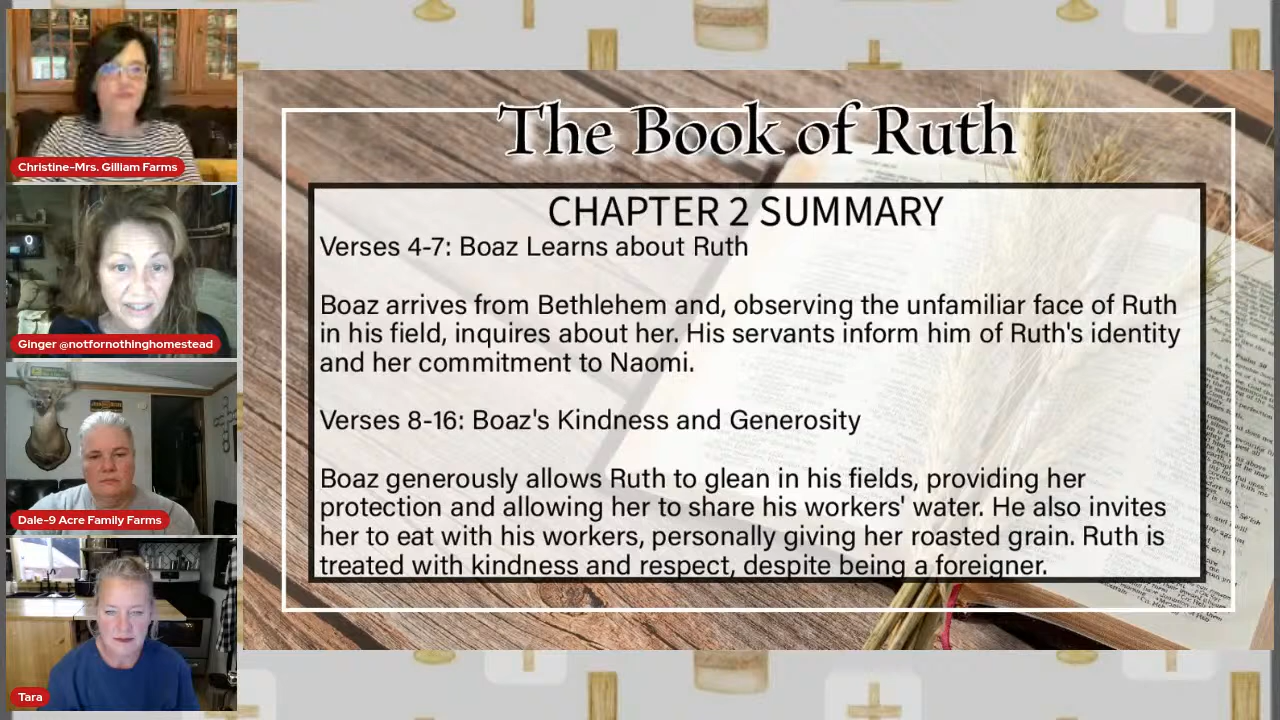 The Book of Ruth
CHAPTER 2 SUMMARY
Verses 4-7: Boaz Learns about Ruth
Boaz arrives from Bethlehem and, observing the unfamiliar face of Ruth
in his field, inquires about her. His servants inform him of Ruth's identity
and her commitment to Naomi.
Verses 8-16: Boaz's Kindness and Generosity
Boaz generously allows Ruth to glean in his fields, providing her
protection and allowing her to share his workers' water. He also invites
her to eat with his workers, personally giving her roasted grain. Ruth is
treated with kindness and respect, despite being a foreigner.
Christine-Mrs. Gilliam Farms
Ginger @notfornothinghomestead
Dale-9 Acre Family Farms
Tara